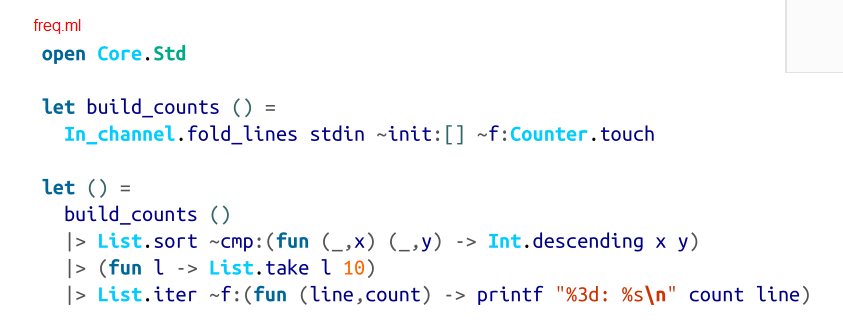 freq.ml
open Core.Std
let build_counts () =
In_channel.fold_lines stdin ~init:[] ~f:Counter.touch
let () =
build_counts ()
|> List.sort ~cmp:(fun (_,x) (_,y) -> Int.descending x y)
|> (fun l -> List.take l 10)
|> List.iter ~f:(fun (line,count) -> printf "%3d: %s\n" count line)